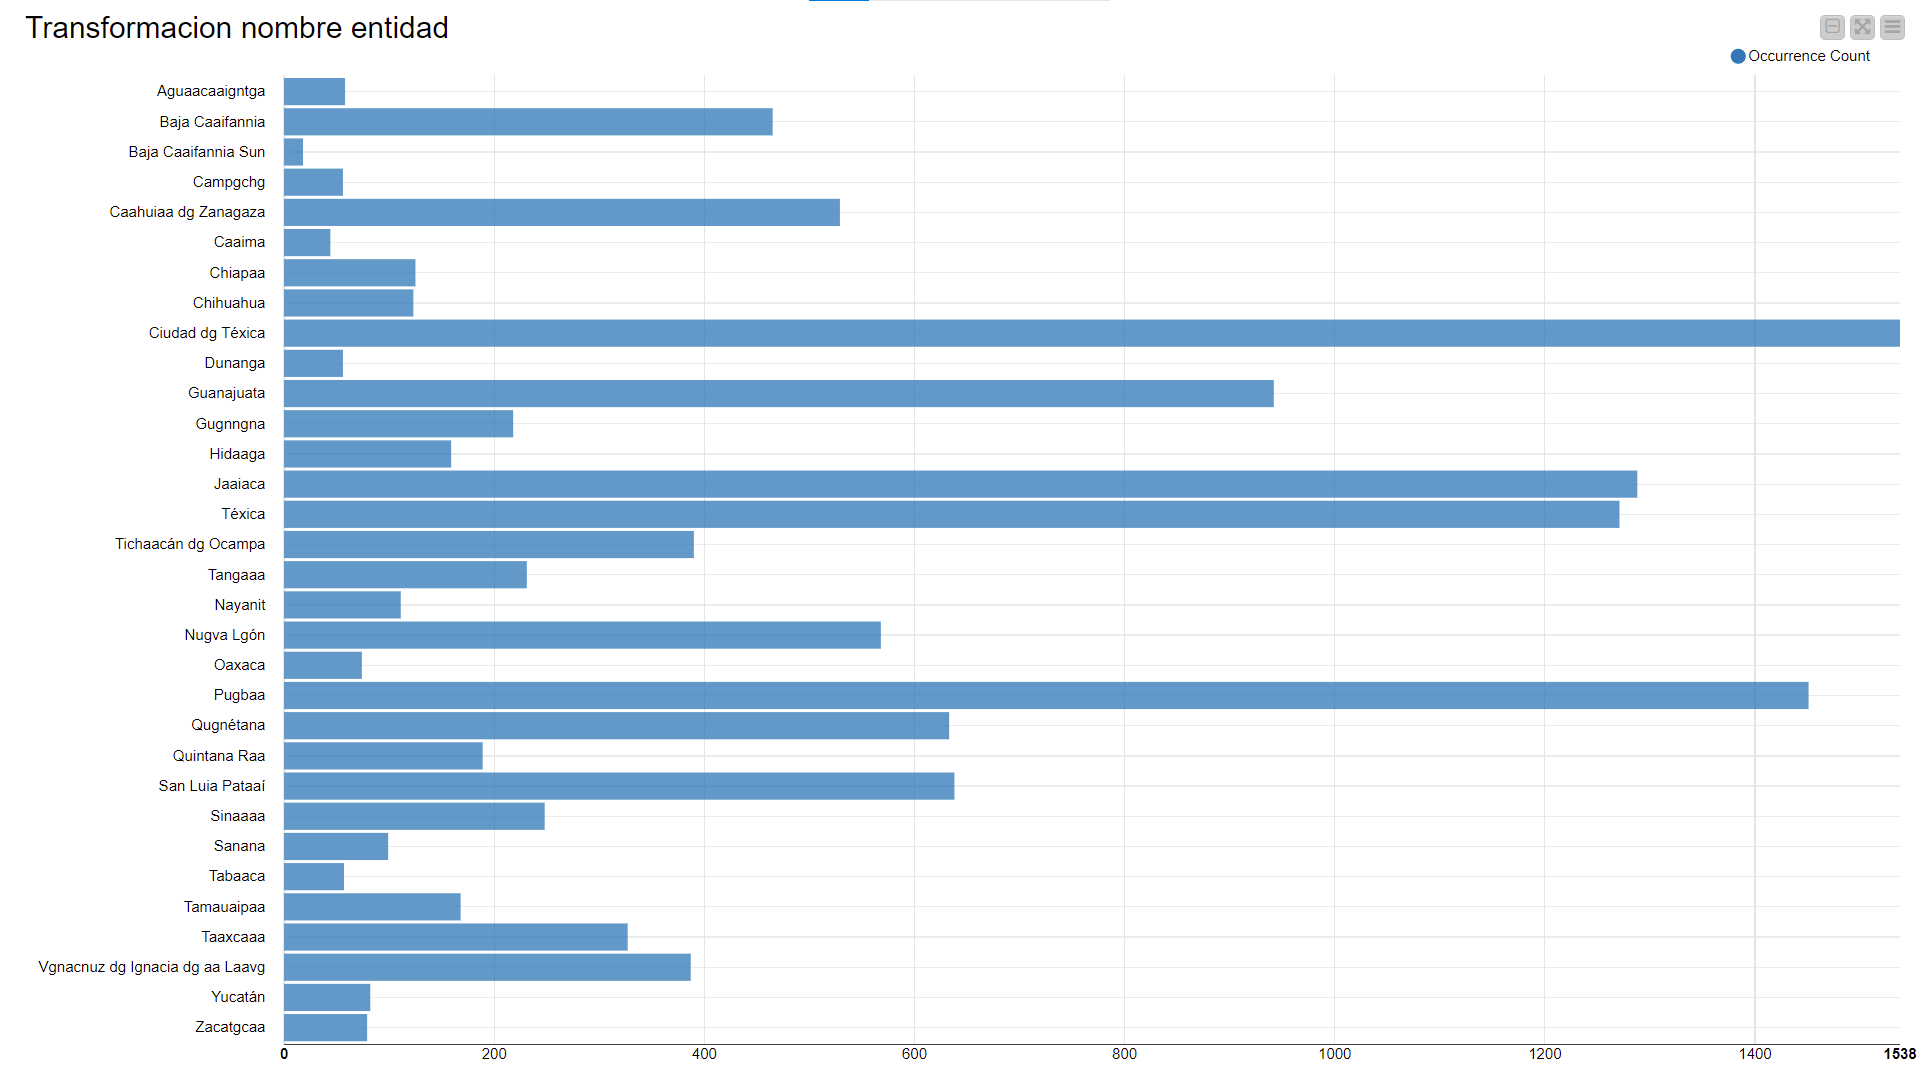 Transformacion nombre entidad
Occurrence Count
Aguaacaaigntga
Baja Caaifannia
Baja Caaifannia Sun
Campgchg
Caahuiaa dg Zanagaza
Caaima
Chiapaa
Chihuahua
Ciudad dg Téxica
Dunanga
Guanajuata
Gugnngna
Hidaaga
Jaaiaca
Téxica
Tichaacán dg Ocampa
Tangaaa
Nayanit
Nugva Lgón
Oaxaca
Pugbaa
Qugnétana
Quintana Raa
San Luia Pataaí
Sinaaaa
Sanana
Tabaaca
Tamauaipaa
Taaxcaaa
Vgnacnuz dg Ignacia dg aa Laavg
Yucatán
Zacatgcaa
0 200 400 600 800 1000 1200 1400 1538